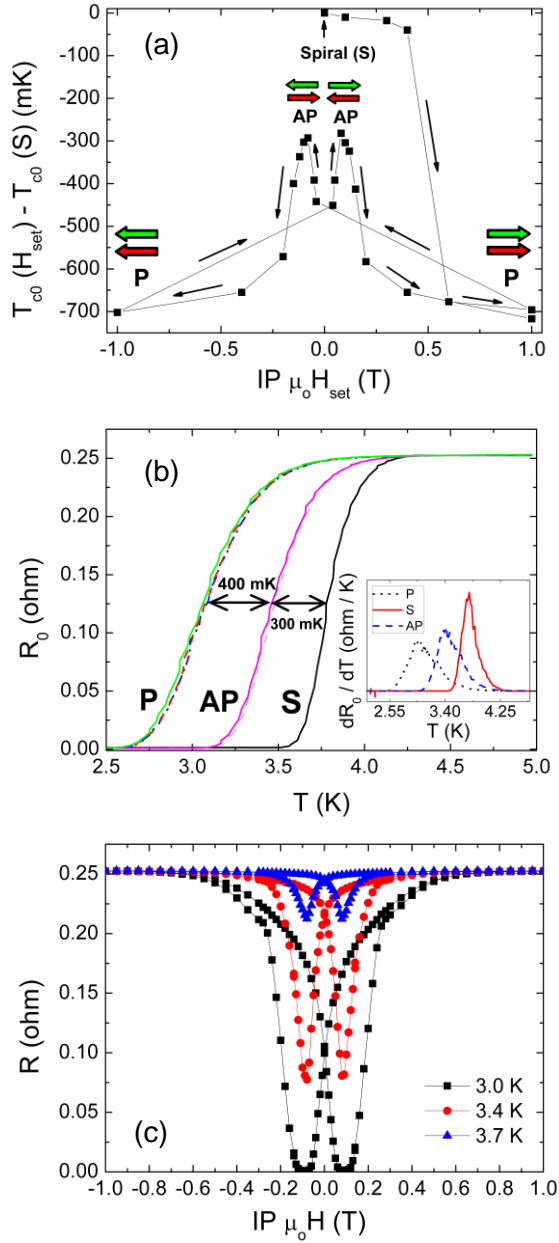 (a)
T_c0 (H_set) - T_c0 (S) (mK)
0
-100
-200
-300
-400
-500
-600
-700
Spiral (S)
AP AP
P P
-1.0 -0.5 0.0 0.5 1.0
IP μ_oH_set (T)
(b)
R_0 (ohm)
0.25
0.20
0.15
0.10
0.05
0.00
400 mK
300 mK
P AP S
2.5 3.0 3.5 4.0 4.5 5.0
T (K)
dR_0 / dT (ohm / K)
P
S
AP
2.55 3.40 4.25
T (K)
(c)
R (ohm)
0.25
0.20
0.15
0.10
0.05
0.00
3.0 K
3.4 K
3.7 K
-1.0 -0.8 -0.6 -0.4 -0.2 0.0 0.2 0.4 0.6 0.8 1.0
IP μ_oH (T)